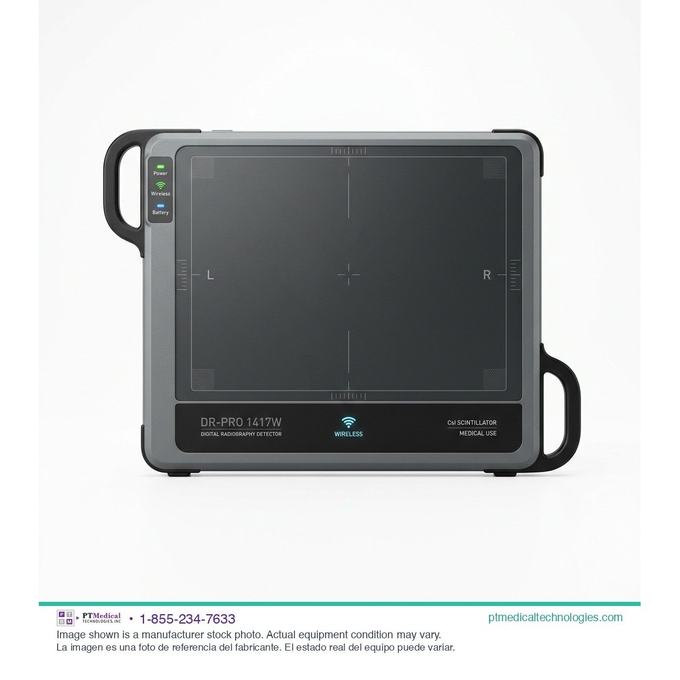 Power
Wireless
Battery
L
R
DR-PRO 1417W
DIGITAL RADIOGRAPHY DETECTOR
WIRELESS
CsI SCINTILLATOR
MEDICAL USE
PTMedical
TECHNOLOGIES, INC
• 1-855-234-7633
ptmedicaltechnologies.com
Image shown is a manufacturer stock photo. Actual equipment condition may vary.
La imagen es una foto de referencia del fabricante. El estado real del equipo puede variar.